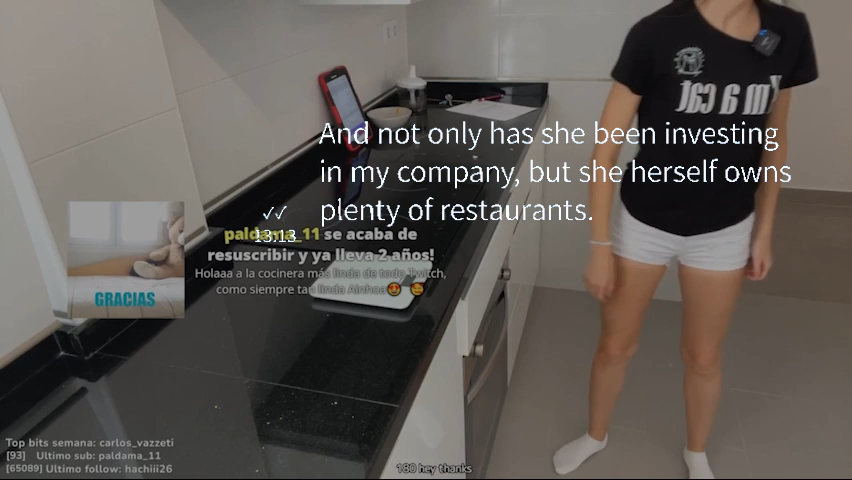 I'm a cat
And not only has she been investing
in my company, but she herself owns
plenty of restaurants.
✓✓
13:13
paldama_11 se acaba de
resuscribir y ya lleva 2 años!
Holaaa a la cocinera más linda de todo Twitch,
como siempre tan linda Ainhoa😍 🤩
GRACIAS
Top bits semana: carlos_vazzeti
[93] Ultimo sub: paldama_11
[65089] Ultimo follow: hachiii26
180 hey thanks